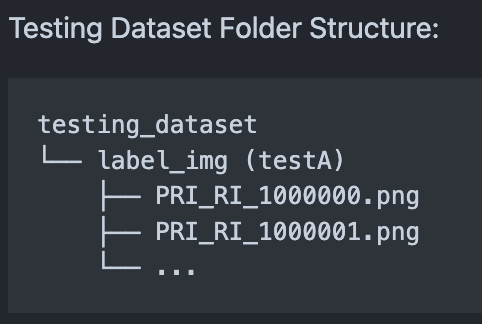 Testing Dataset Folder Structure:
testing_dataset
└── label_img (testA)
    ├── PRI_RI_1000000.png
    ├── PRI_RI_1000001.png
    └── ...